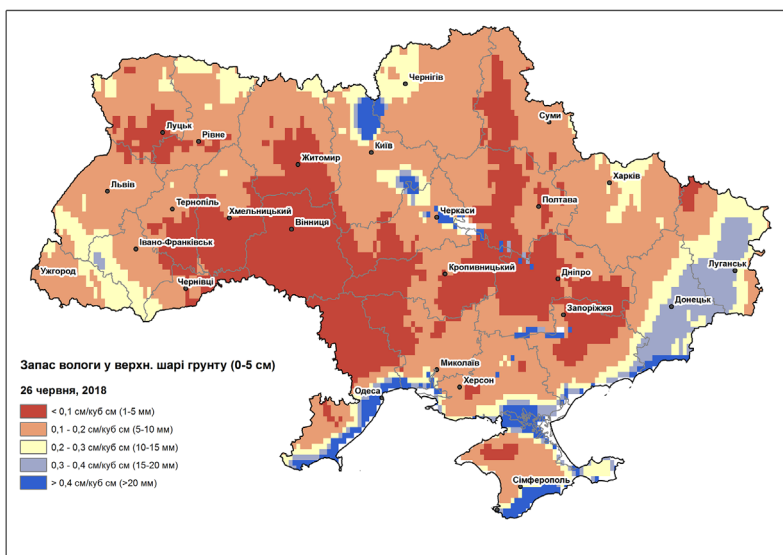 Чернігів
Суми
Луцьк
Рівне
Житомир
Київ
Харків
Львів
Тернопіль
Хмельницький
Вінниця
Черкаси
Полтава
Івано-Франківськ
Ужгород
Чернівці
Кропивницький
Дніпро
Луганськ
Донецьк
Запоріжжя
Миколаїв
Херсон
Одеса
Сімферополь
Запас вологи у верхн. шарі грунту (0-5 см)
26 червня, 2018
< 0,1 см/куб см (1-5 мм)
0,1 - 0,2 см/куб см (5-10 мм)
0,2 - 0,3 см/куб см (10-15 мм)
0,3 - 0,4 см/куб см (15-20 мм)
> 0,4 см/куб см (>20 мм)